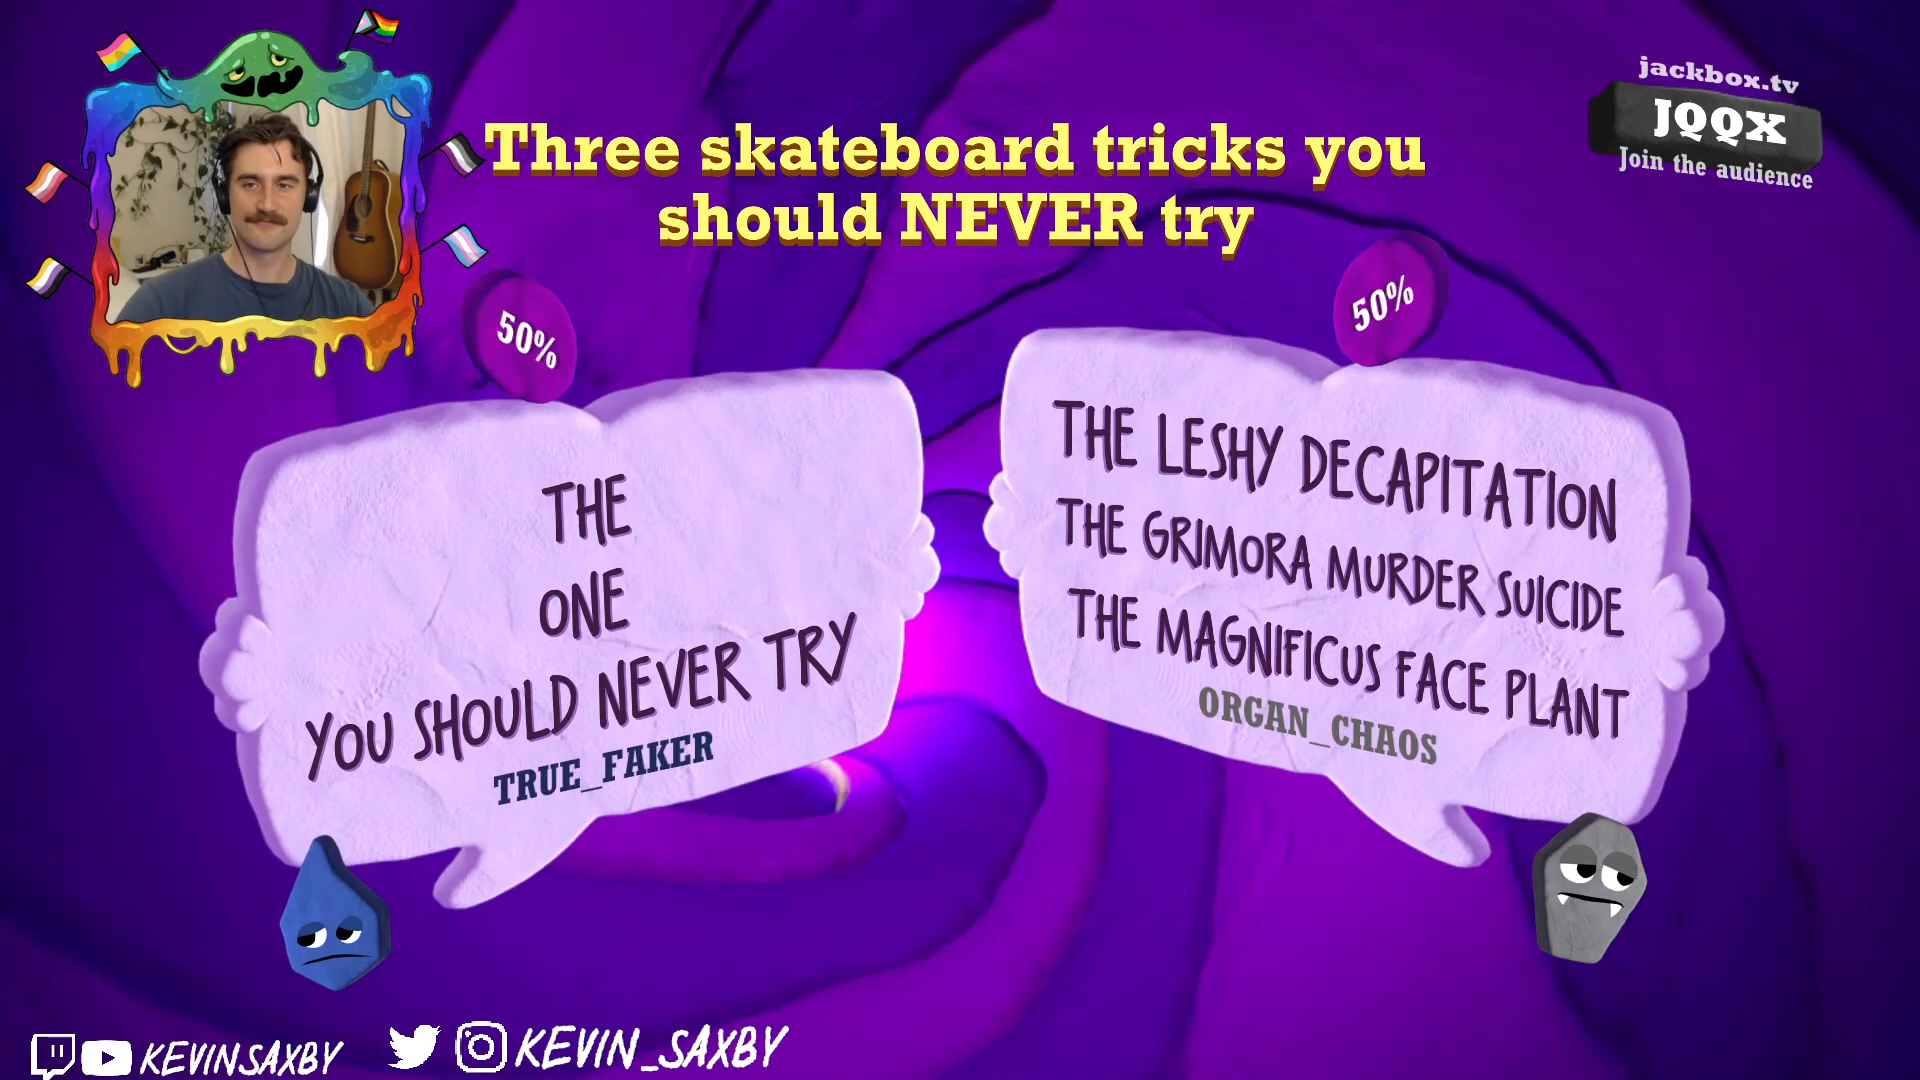 jackbox.tv
JQQX
Join the audience
Three skateboard tricks you
should NEVER try
50%
THE
ONE
YOU SHOULD NEVER TRY
TRUE_FAKER
50%
THE LESHY DECAPITATION
THE GRIMORA MURDER SUICIDE
THE MAGNIFICUS FACE PLANT
ORGAN_CHAOS
KEVINSAXBY
KEVIN_SAXBY